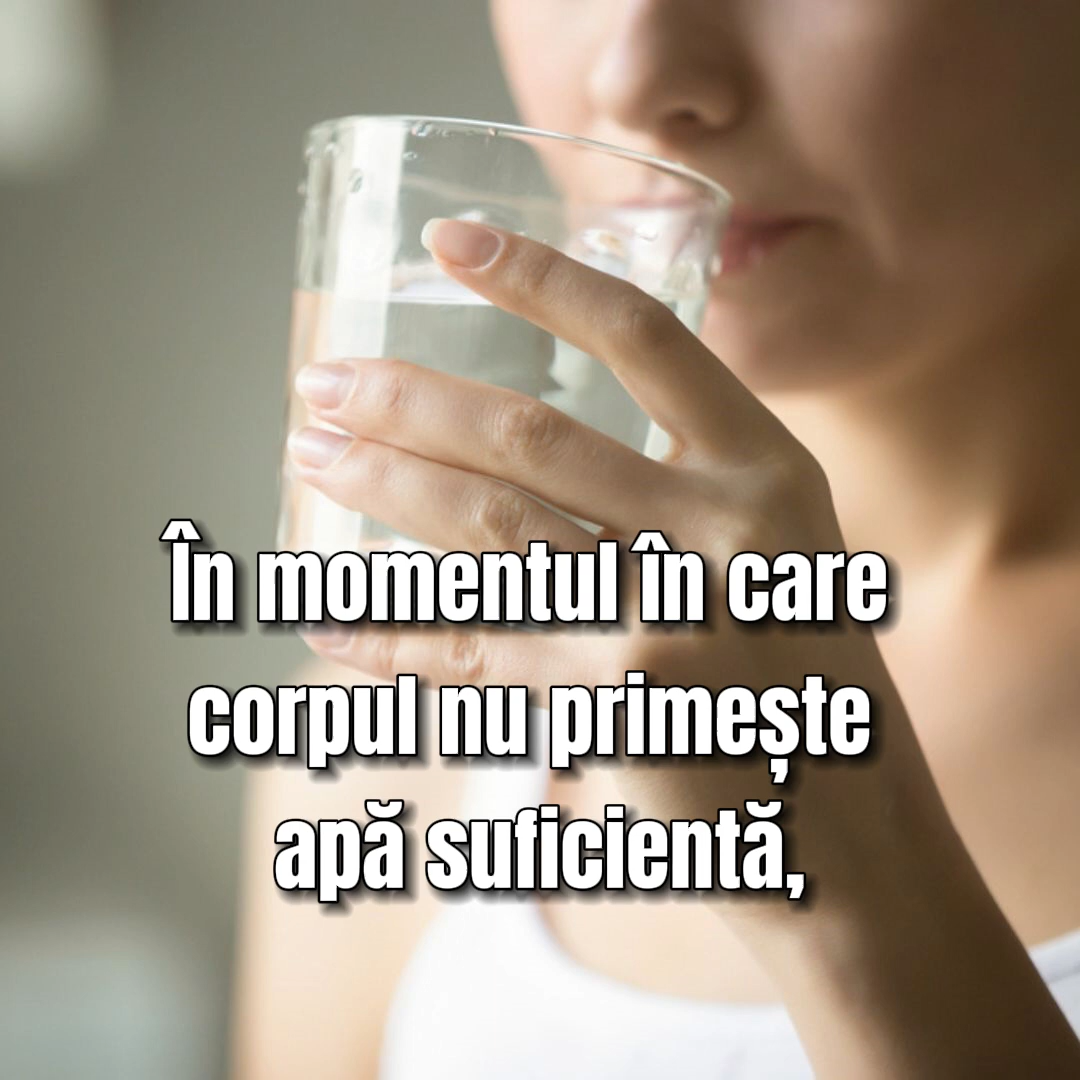 În momentul în care
corpul nu primește
apă suficientă,